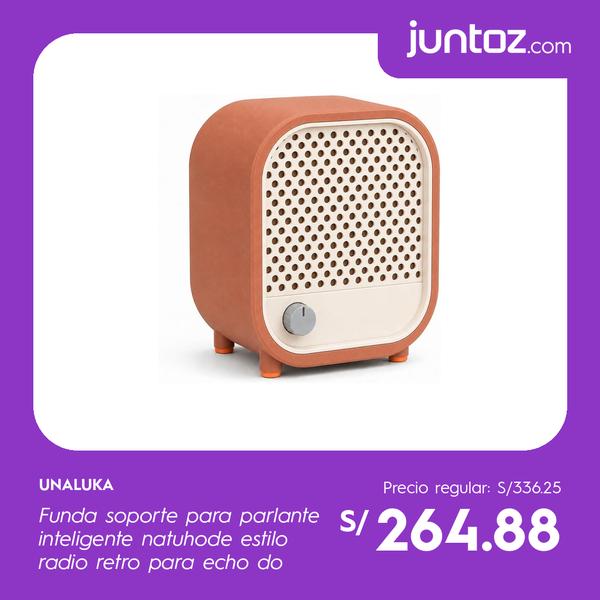 juntoz.com
UNALUKA
Funda soporte para parlante
inteligente natuhode estilo
radio retro para echo do
Precio regular: S/336.25
S/ 264.88